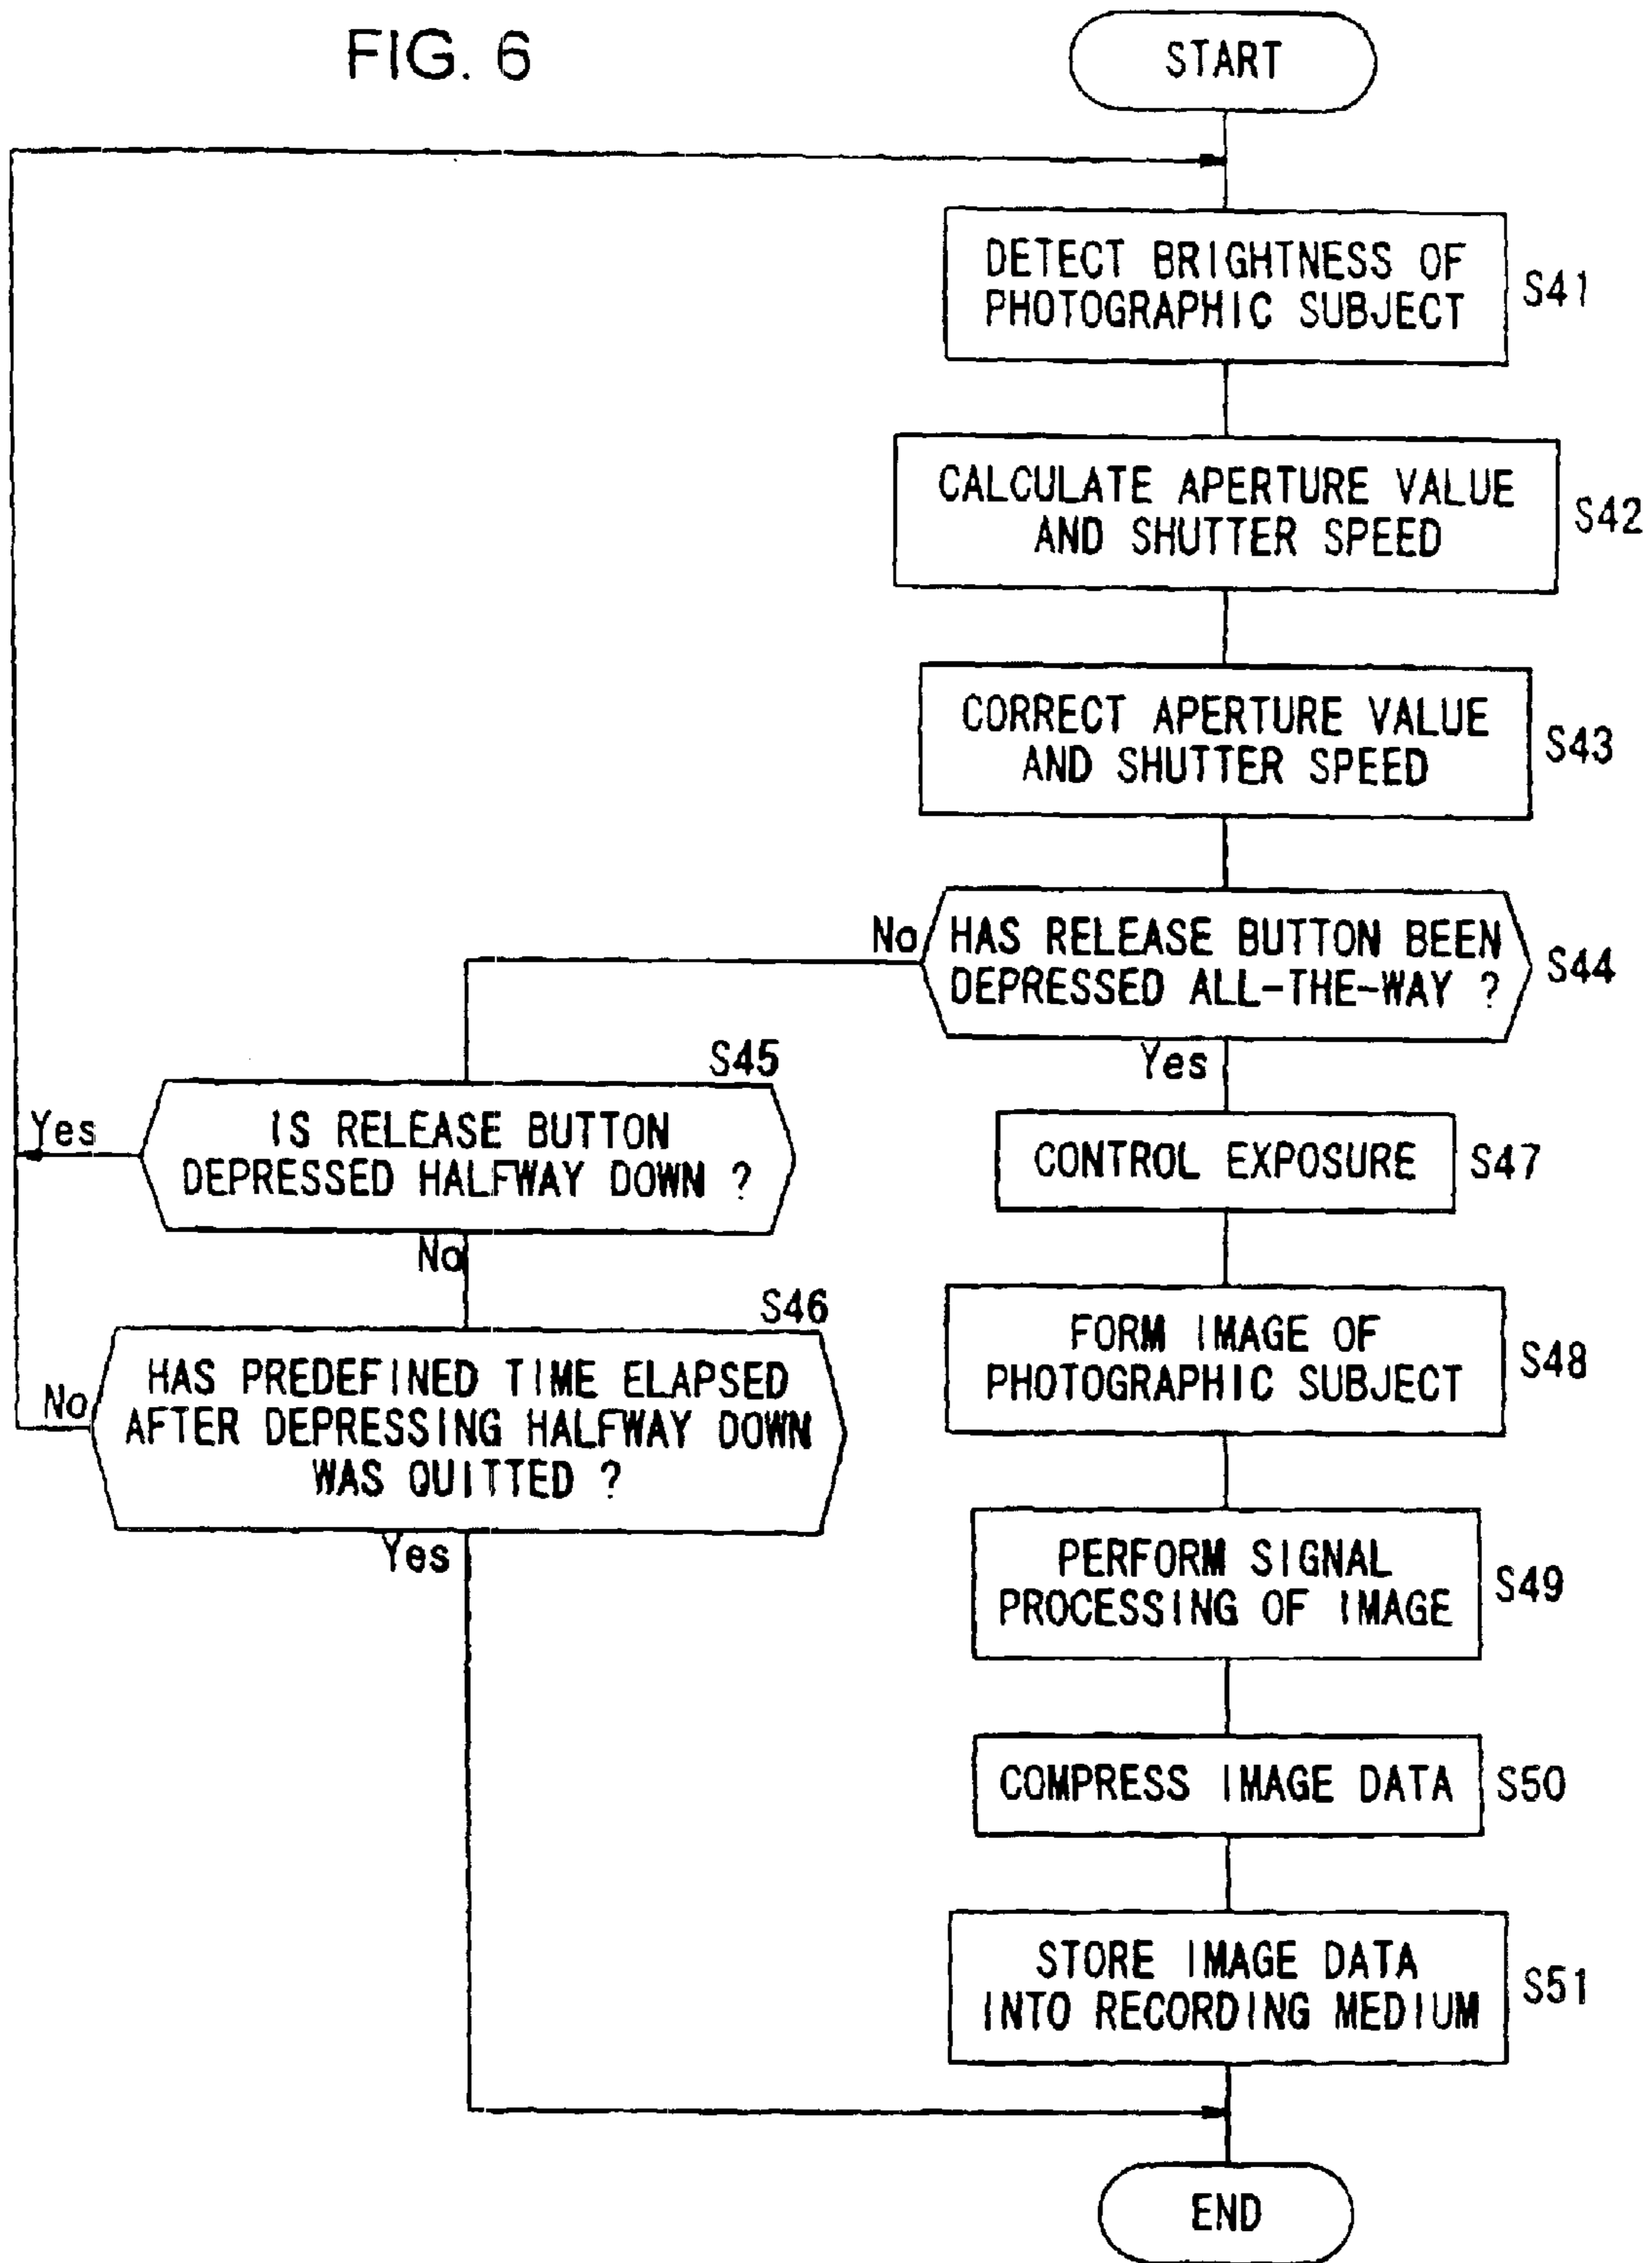 FIG. 6
START
DETECT BRIGHTNESS OF
PHOTOGRAPHIC SUBJECT
S41
CALCULATE APERTURE VALUE
AND SHUTTER SPEED
S42
CORRECT APERTURE VALUE
AND SHUTTER SPEED
S43
HAS RELEASE BUTTON BEEN
DEPRESSED ALL-THE-WAY ?
S44
No
Yes
S45
IS RELEASE BUTTON
DEPRESSED HALFWAY DOWN ?
Yes
No
S46
HAS PREDEFINED TIME ELAPSED
AFTER DEPRESSING HALFWAY DOWN
WAS QUITTED ?
No
Yes
CONTROL EXPOSURE
S47
FORM IMAGE OF
PHOTOGRAPHIC SUBJECT
S48
PERFORM SIGNAL
PROCESSING OF IMAGE
S49
COMPRESS IMAGE DATA
S50
STORE IMAGE DATA
INTO RECORDING MEDIUM
S51
END